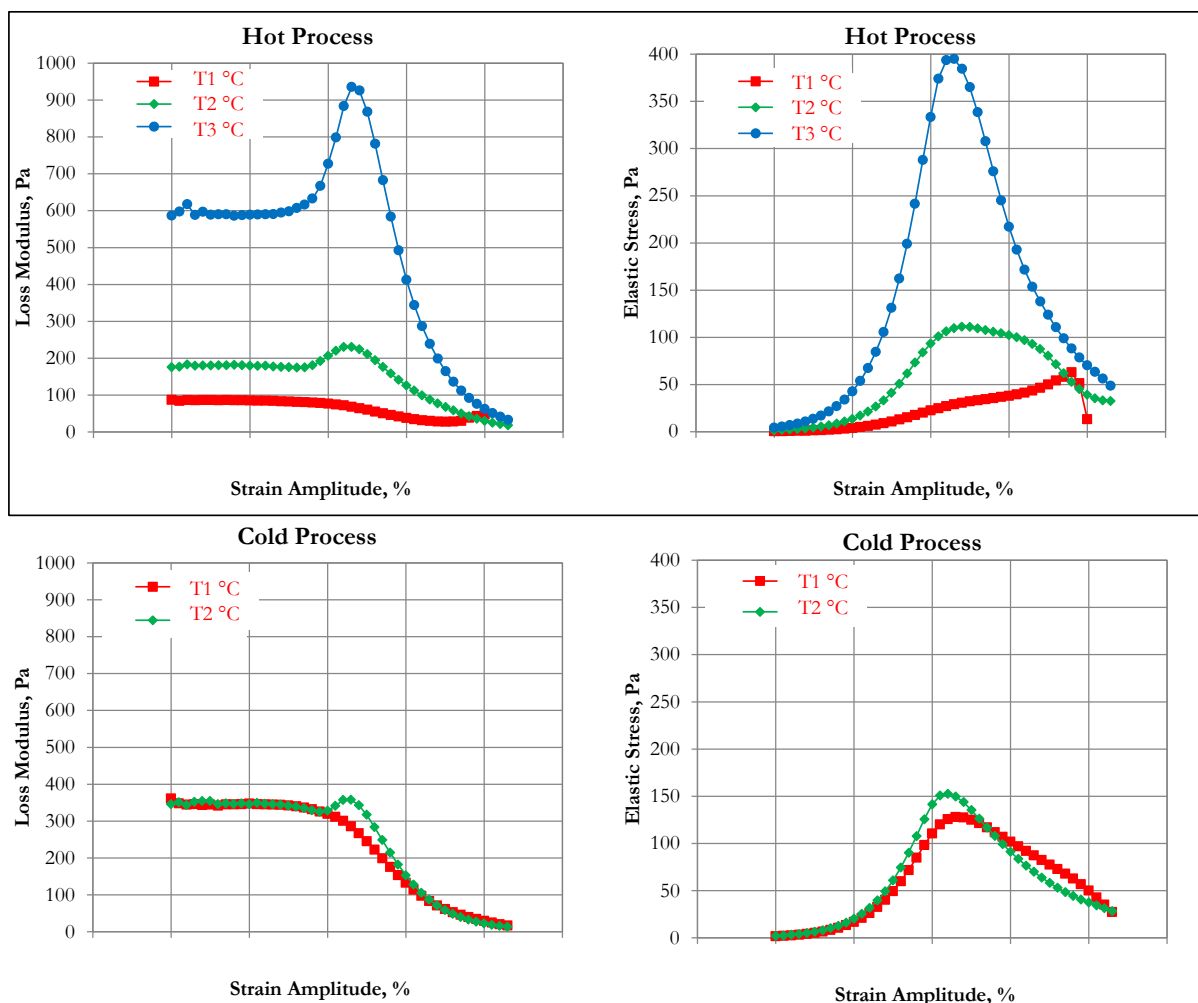 Hot Process
1000
900
800
700
600
500
400
300
200
100
0
Loss Modulus, Pa
T1 °C
T2 °C
T3 °C
Strain Amplitude, %
Hot Process
400
350
300
250
200
150
100
50
0
Elastic Stress, Pa
T1 °C
T2 °C
T3 °C
Strain Amplitude, %
Cold Process
1000
900
800
700
600
500
400
300
200
100
0
Loss Modulus, Pa
T1 °C
T2 °C
Strain Amplitude, %
Cold Process
400
350
300
250
200
150
100
50
0
Elastic Stress, Pa
T1 °C
T2 °C
Strain Amplitude, %